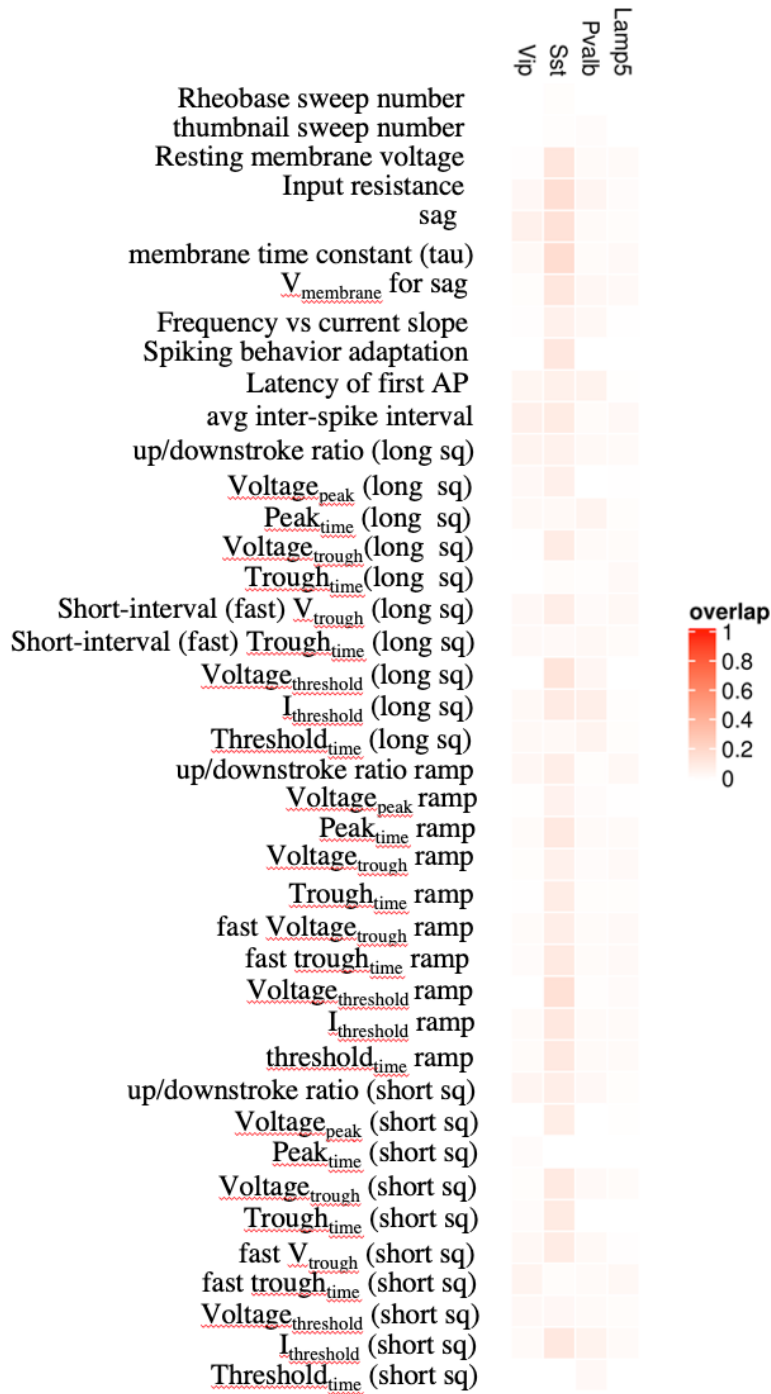 Vip
Sst
Pvalb
Lamp5
Rheobase sweep number
thumbnail sweep number
Resting membrane voltage
Input resistance
sag
membrane time constant (tau)
Vmembrane for sag
Frequency vs current slope
Spiking behavior adaptation
Latency of first AP
avg inter-spike interval
up/downstroke ratio (long sq)
Voltagepeak (long sq)
Peaktime (long sq)
Voltagetrough(long sq)
Troughtime(long sq)
Short-interval (fast) Vtrough (long sq)
Short-interval (fast) Troughtime (long sq)
Voltagethreshold (long sq)
Ithreshold (long sq)
Thresholdtime (long sq)
up/downstroke ratio ramp
Voltagepeak ramp
Peaktime ramp
Voltagetrough ramp
Troughtime ramp
fast Voltagetrough ramp
fast troughtime ramp
Voltagethreshold ramp
Ithreshold ramp
thresholdtime ramp
up/downstroke ratio (short sq)
Voltagepeak (short sq)
Peaktime (short sq)
Voltagetrough (short sq)
Troughtime (short sq)
fast Vtrough (short sq)
fast troughtime (short sq)
Voltagethreshold (short sq)
Ithreshold (short sq)
Thresholdtime (short sq)
overlap
1
0.8
0.6
0.4
0.2
0